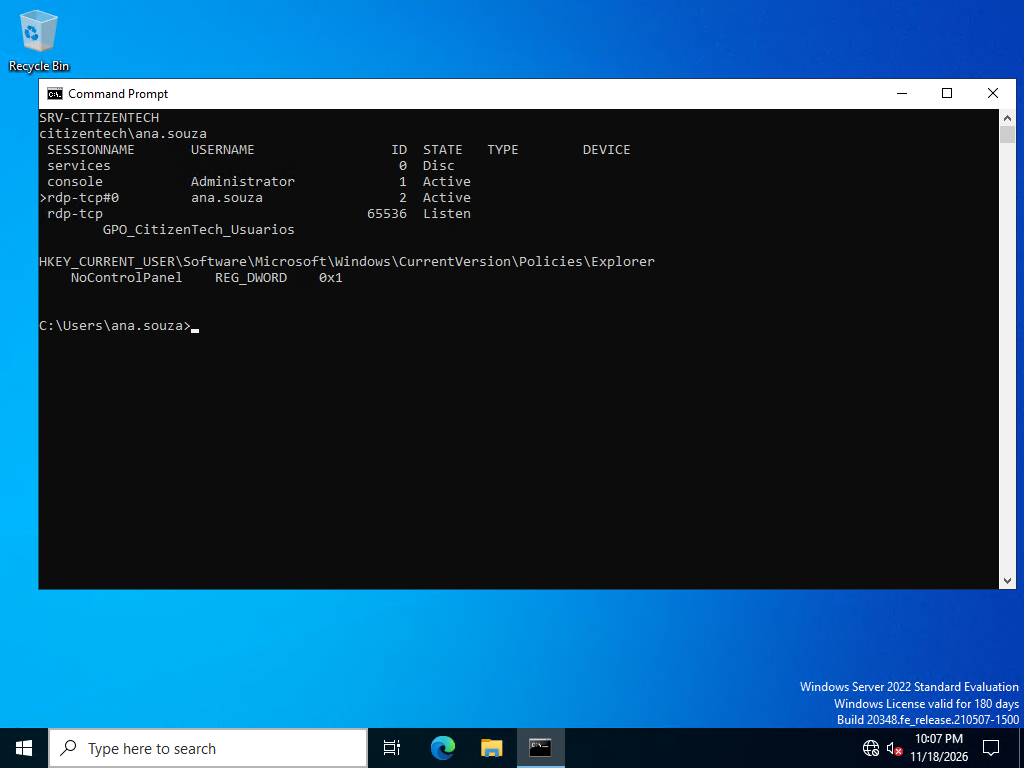 Recycle Bin
Command Prompt
SRV-CITIZENTECH
citizentech\ana.souza
SESSIONNAME USERNAME ID STATE TYPE DEVICE
services 0 Disc
console Administrator 1 Active
>rdp-tcp#0 ana.souza 2 Active
rdp-tcp 65536 Listen
GPO_CitizenTech_Usuarios
HKEY_CURRENT_USER\Software\Microsoft\Windows\CurrentVersion\Policies\Explorer
NoControlPanel REG_DWORD 0x1
C:\Users\ana.souza>
Windows Server 2022 Standard Evaluation
Windows License valid for 180 days
Build 20348.fe_release.210507-1500
Type here to search
10:07 PM
11/18/2026